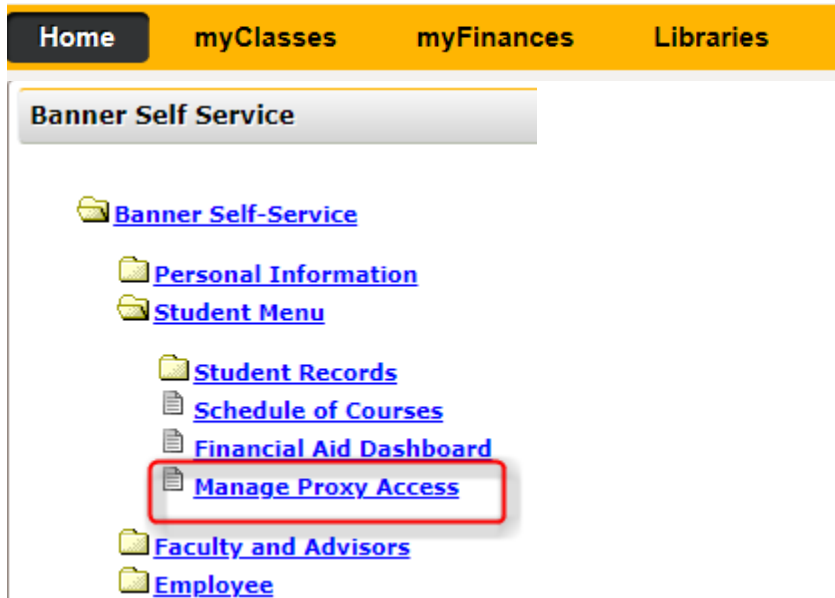 Home myClasses myFinances Libraries
Banner Self Service
Banner Self-Service
Personal Information
Student Menu
Student Records
Schedule of Courses
Financial Aid Dashboard
Manage Proxy Access
Faculty and Advisors
Employee